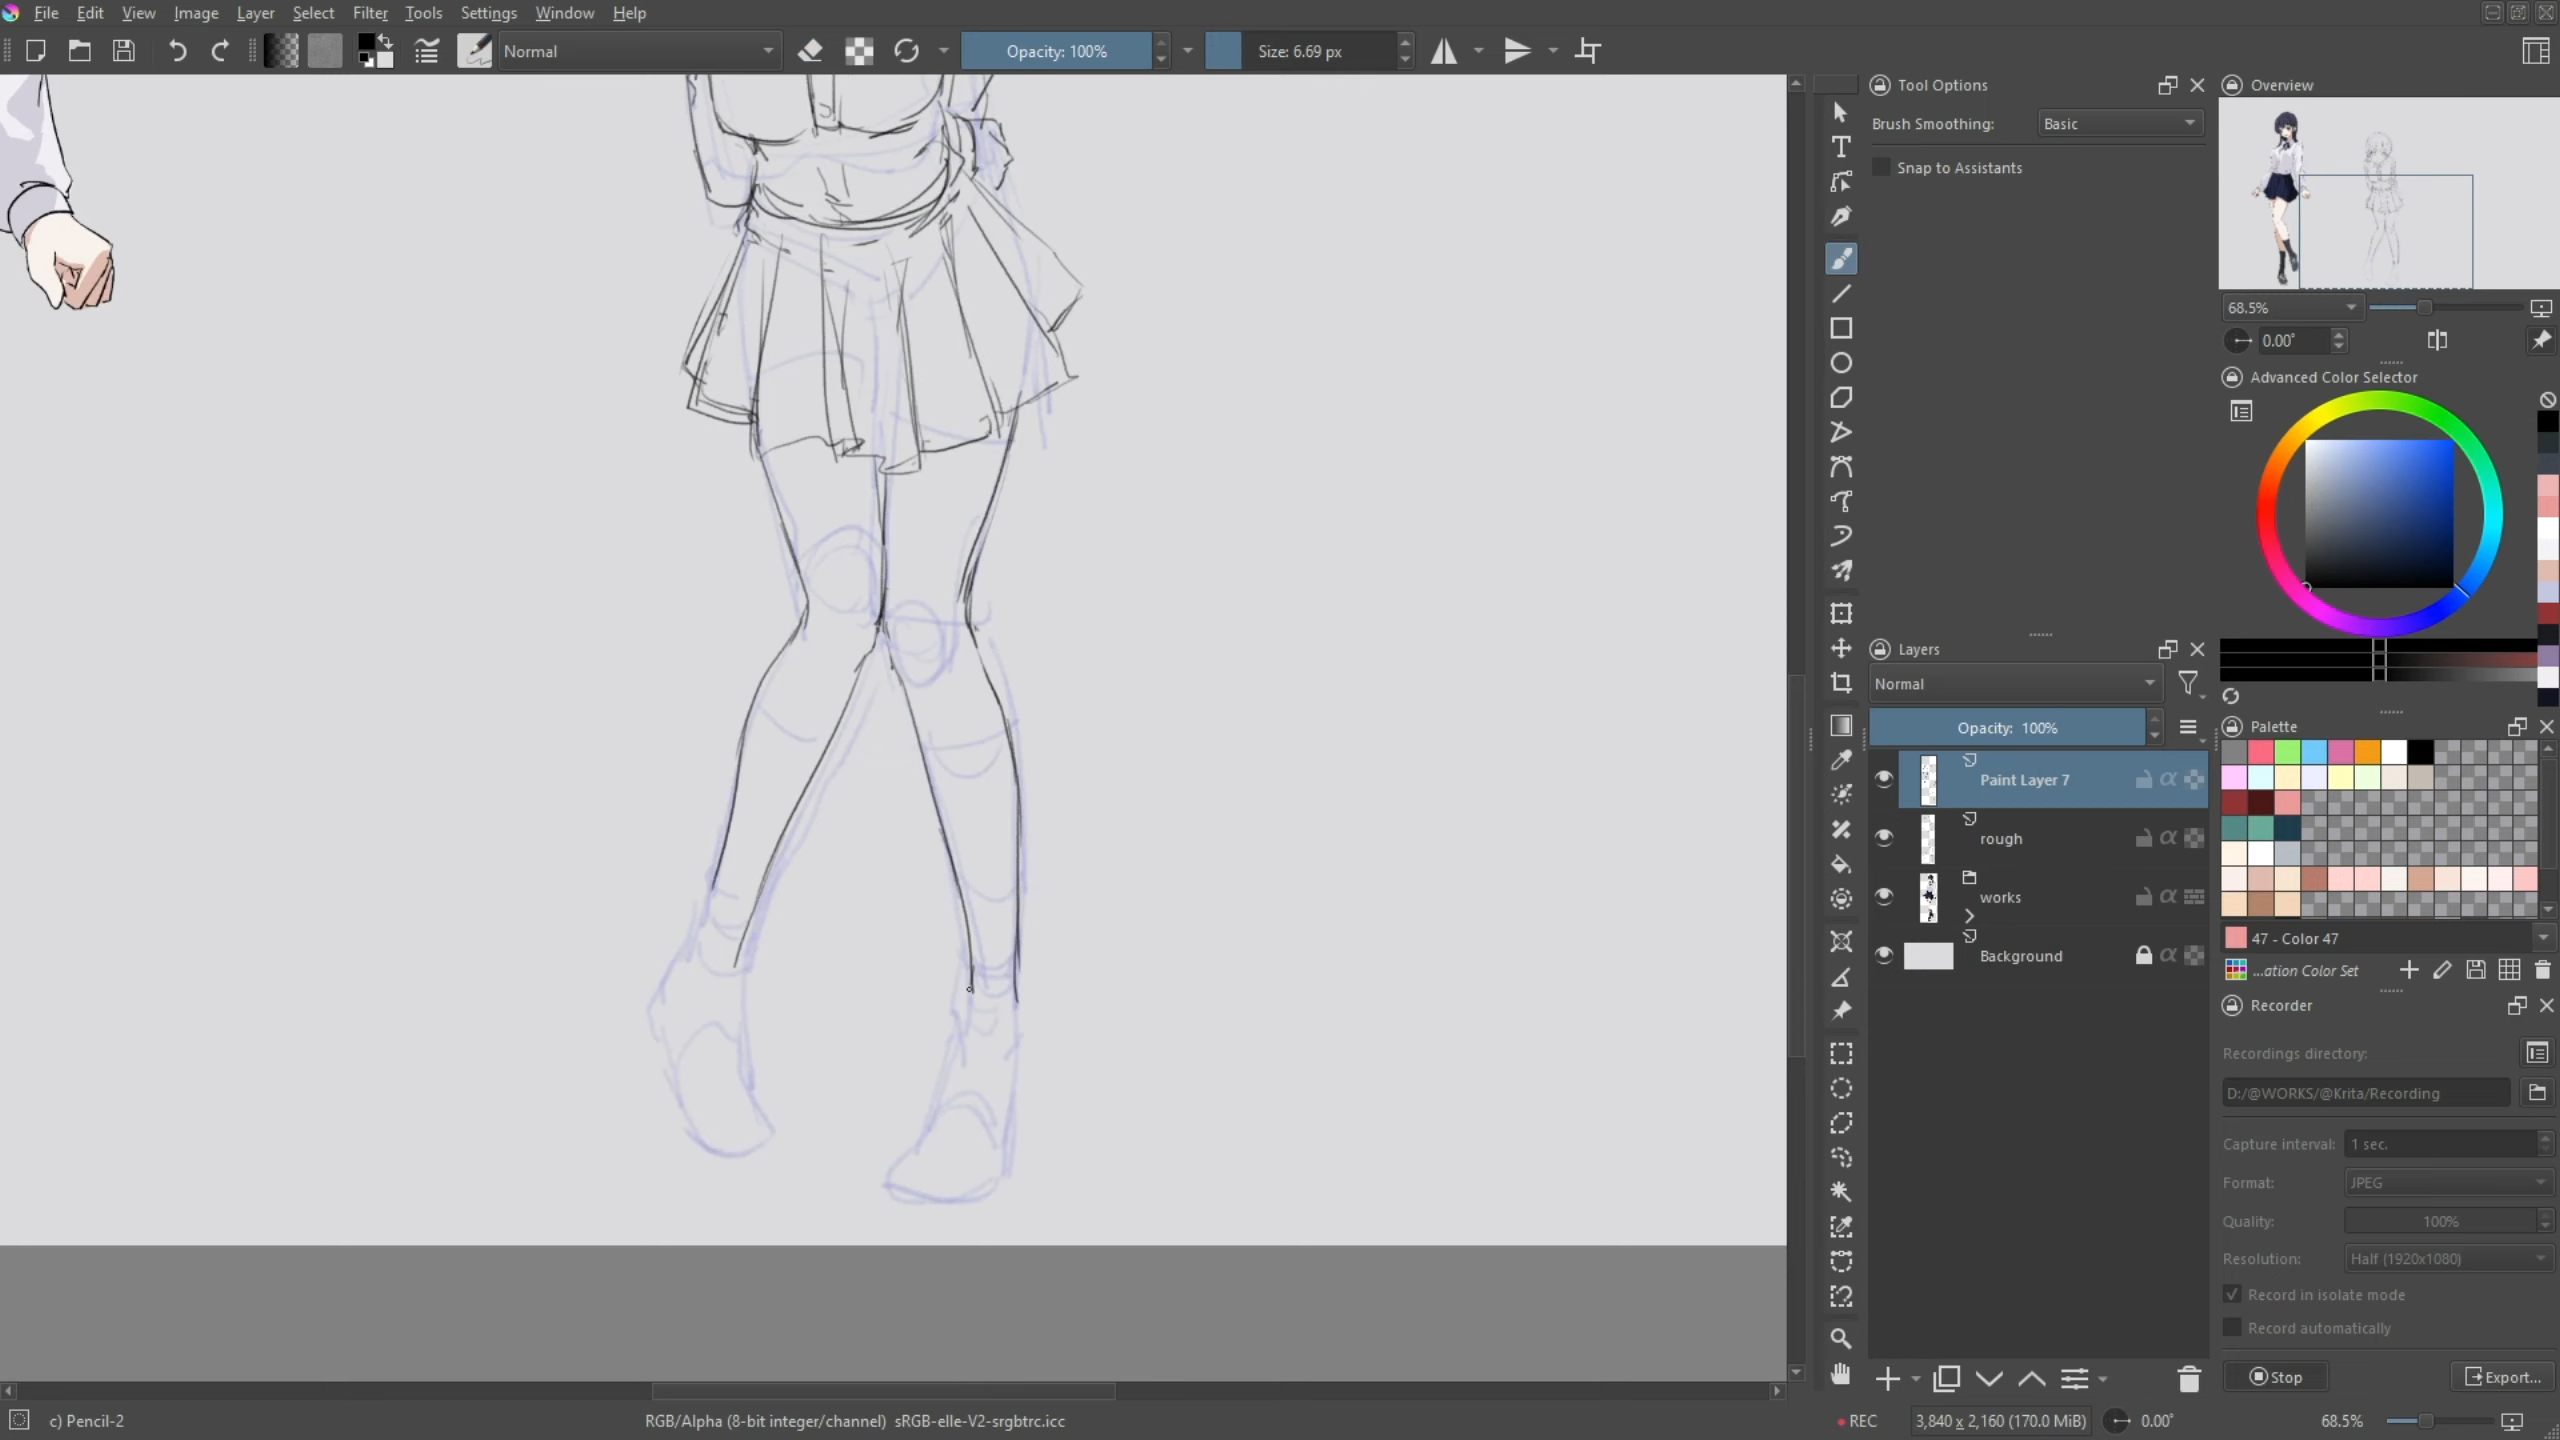 File Edit View Image Layer Select Filter Tools Settings Window Help
Normal
Opacity: 100%
Size: 6.69 px
Tool Options
Brush Smoothing:
Basic
Snap to Assistants
Overview
68.5%
0.00°
Advanced Color Selector
Layers
Normal
Opacity: 100%
Paint Layer 7
rough
works
Background
Palette
47 - Color 47
...ation Color Set
Recorder
Recordings directory:
D:/@WORKS/@Krita/Recording
Capture interval: 1 sec.
Format: JPEG
Quality: 100%
Resolution: Half (1920x1080)
Record in isolate mode
Record automatically
Stop
Export...
c) Pencil-2
RGB/Alpha (8-bit integer/channel) sRGB-elle-V2-srgbtrc.icc
REC
3,840 x 2,160 (170.0 MiB)
0.00°
68.5%